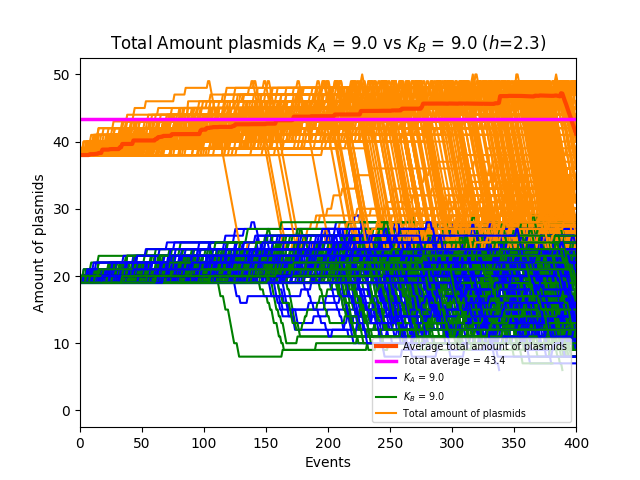 Total Amount plasmids K_A = 9.0 vs K_B = 9.0 (h=2.3)
50
40
30
20
10
0
Amount of plasmids
0 50 100 150 200 250 300 350 400
Events
Average total amount of plasmids
Total average = 43.4
K_A = 9.0
K_B = 9.0
Total amount of plasmids